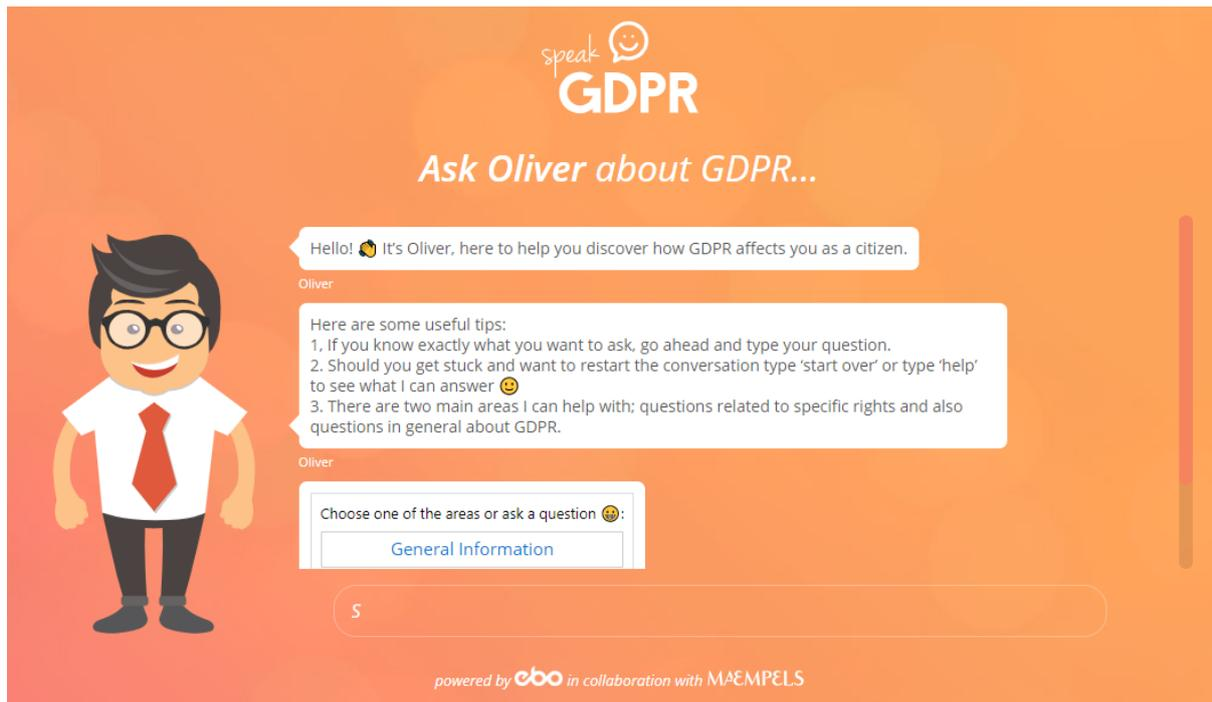 speak
GDPR
Ask Oliver about GDPR...
Hello! 👏 It's Oliver, here to help you discover how GDPR affects you as a citizen.
Oliver
Here are some useful tips:
1, If you know exactly what you want to ask, go ahead and type your question.
2. Should you get stuck and want to restart the conversation type ‘start over’ or type ‘help’
to see what I can answer 🙂
3. There are two main areas I can help with; questions related to specific rights and also
questions in general about GDPR.
Oliver
Choose one of the areas or ask a question 😀:
General Information
S
powered by ebo in collaboration with MAEMPELS